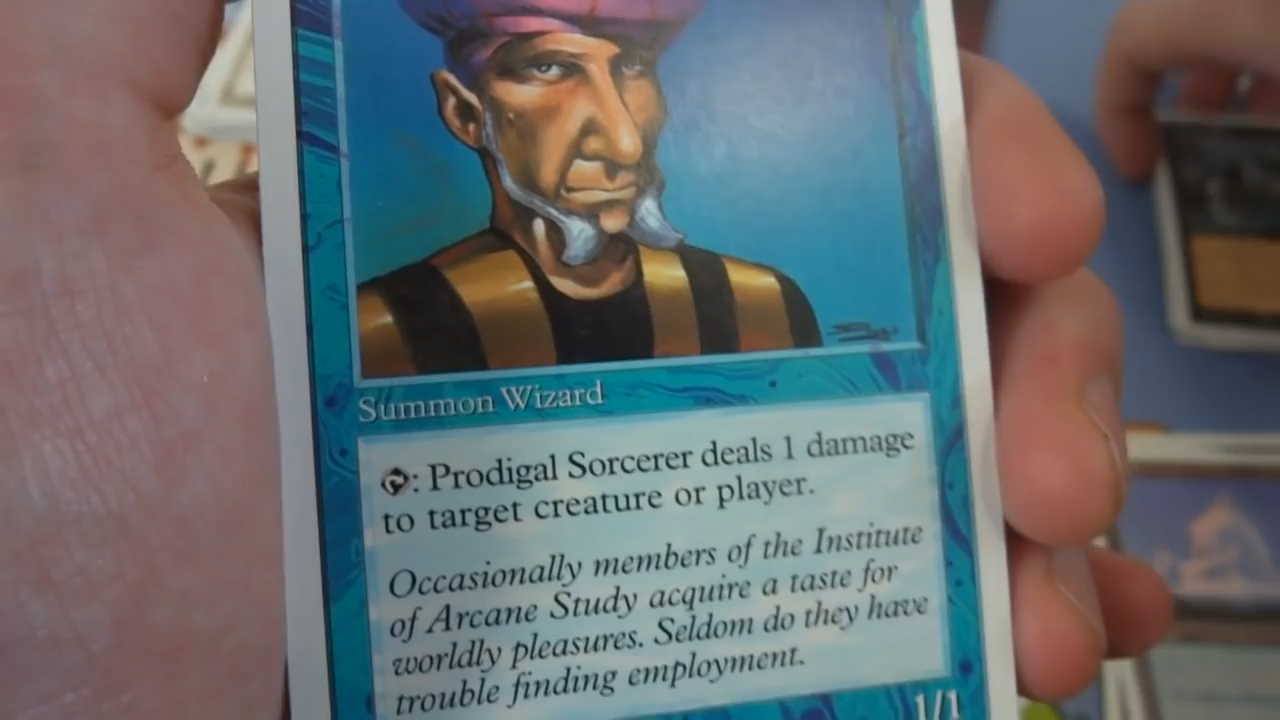 Summon Wizard
: Prodigal Sorcerer deals 1 damage
to target creature or player.
Occasionally members of the Institute
of Arcane Study acquire a taste for
worldly pleasures. Seldom do they have
trouble finding employment.
1/1